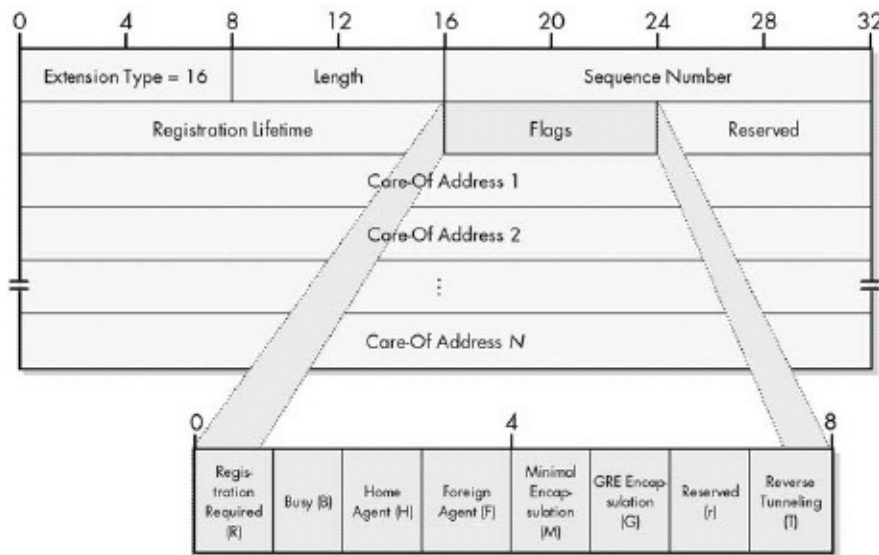 0 4 8 12 16 20 24 28 32
Extension Type = 16 Length Sequence Number
Registration Lifetime Flags Reserved
Care-Of Address 1
Care-Of Address 2
⋮
Care-Of Address N
0 4 8
Regis-
tration
Required
(R)
Busy (B)
Home
Agent (H)
Foreign
Agent (F)
Minimal
Encap-
sulation
(M)
GRE Encap-
sulation
(G)
Reserved
(r)
Reverse
Tunneling
(T)